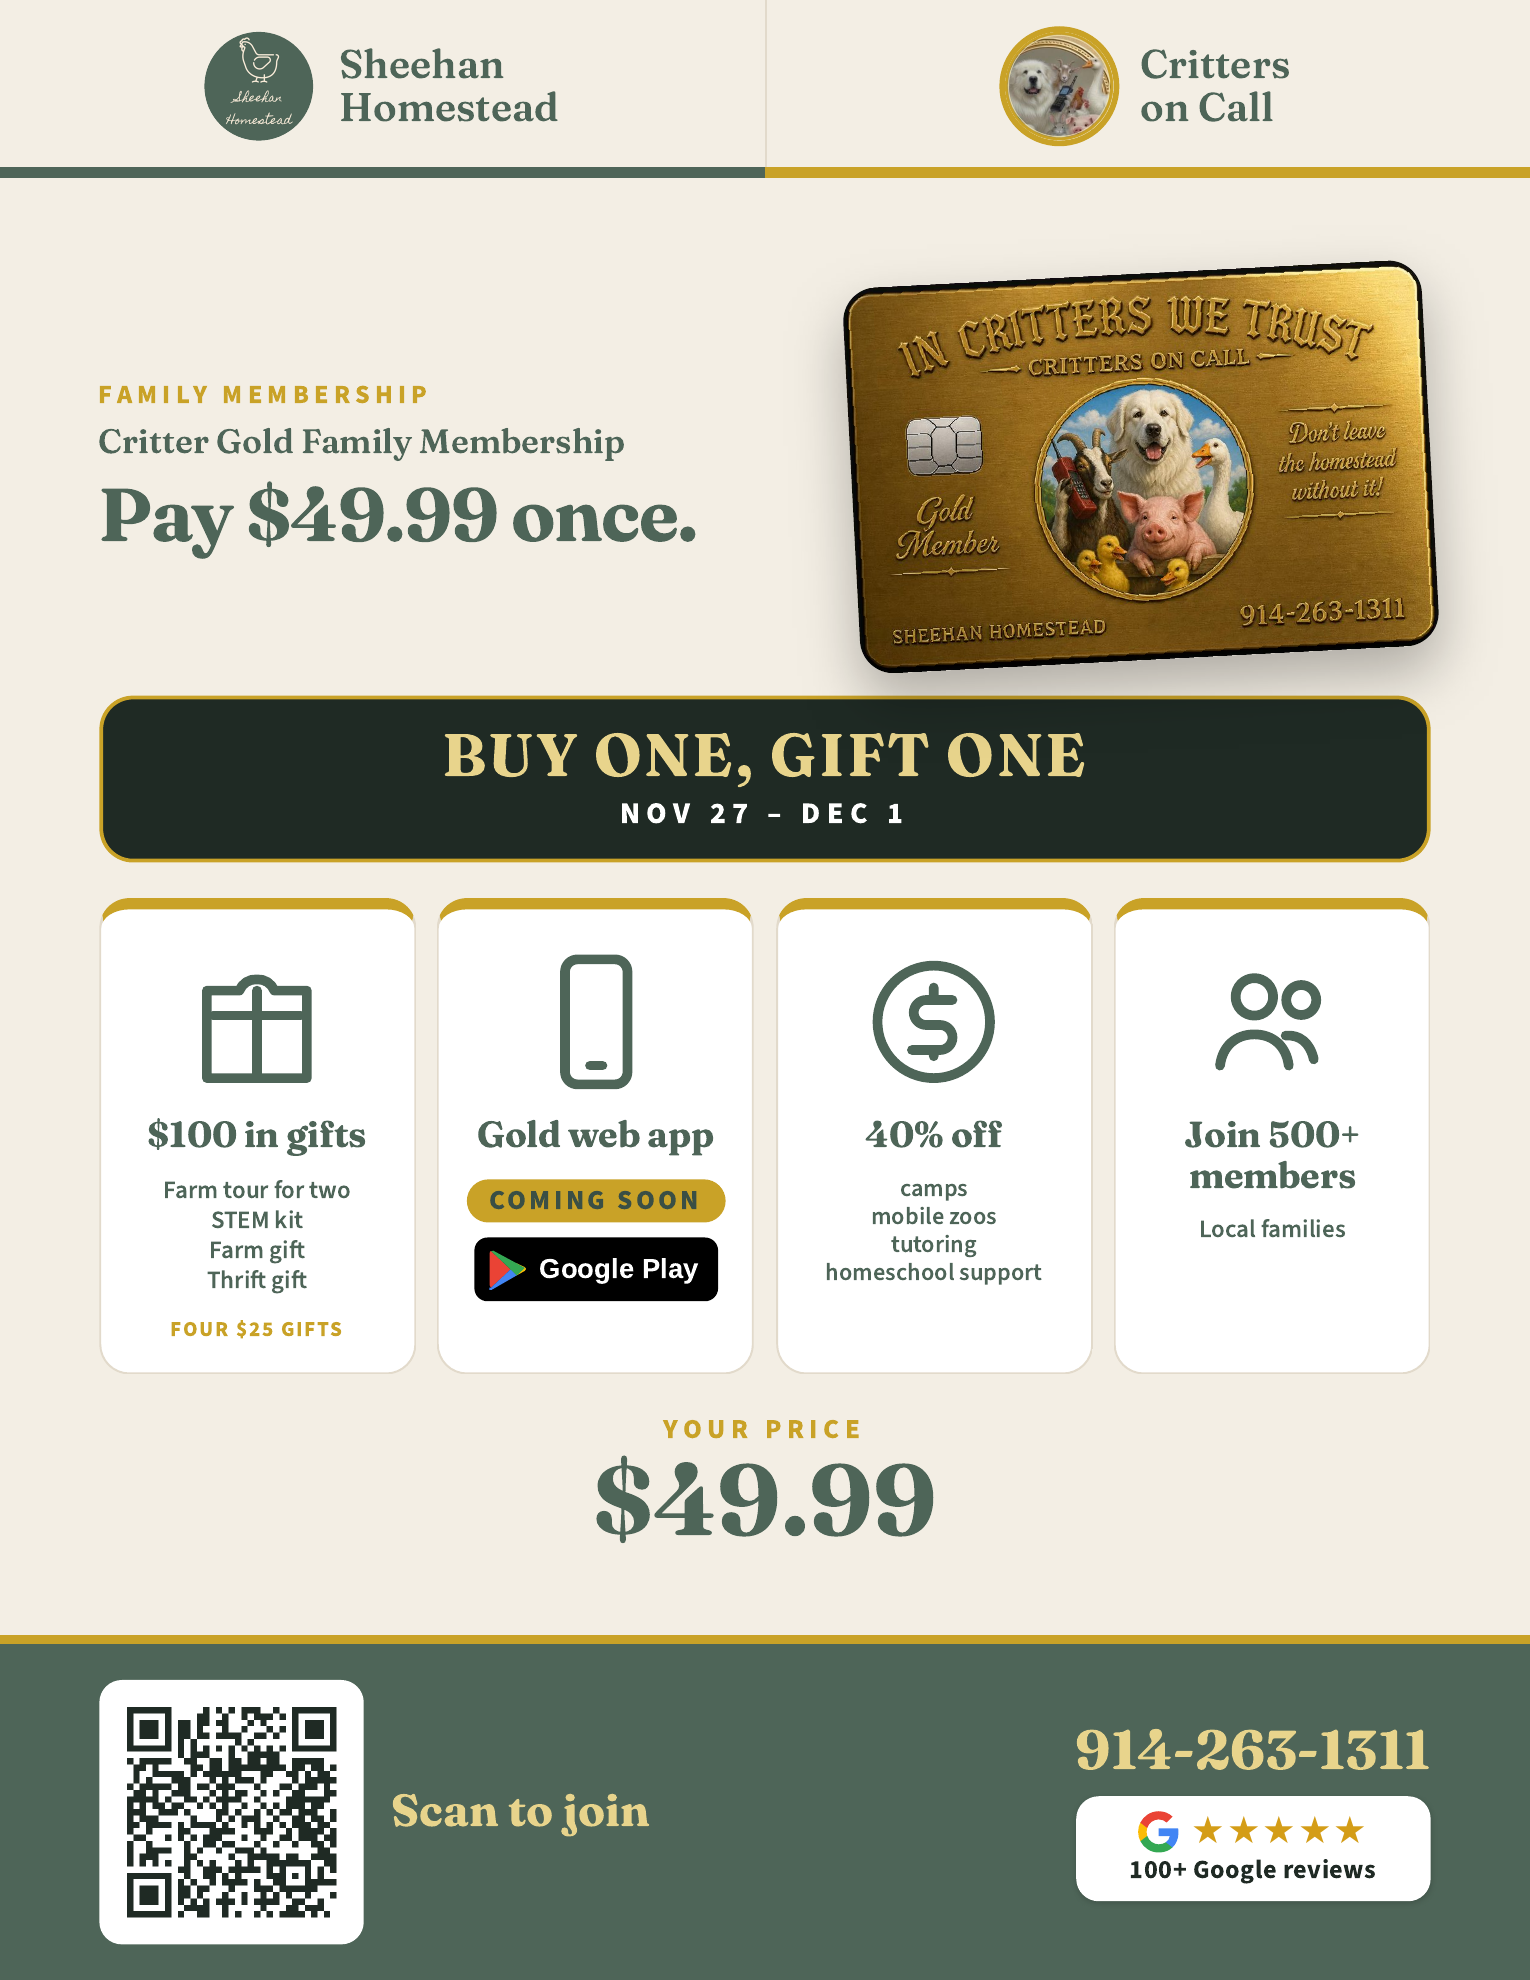 Sheehan
Homestead
Sheehan
Homestead
Critters
on Call
IN CRITTERS WE TRUST
CRITTERS ON CALL
Don't leave
the homestead
without it!
Gold
Member
SHEEHAN HOMESTEAD
914-263-1311
FAMILY MEMBERSHIP
Critter Gold Family Membership
Pay $49.99 once.
BUY ONE, GIFT ONE
NOV 27 – DEC 1
$100 in gifts
Farm tour for two
STEM kit
Farm gift
Thrift gift
FOUR $25 GIFTS
Gold web app
COMING SOON
Google Play
40% off
camps
mobile zoos
tutoring
homeschool support
Join 500+
members
Local families
YOUR PRICE
$49.99
Scan to join
914-263-1311
G ★★★★★
100+ Google reviews